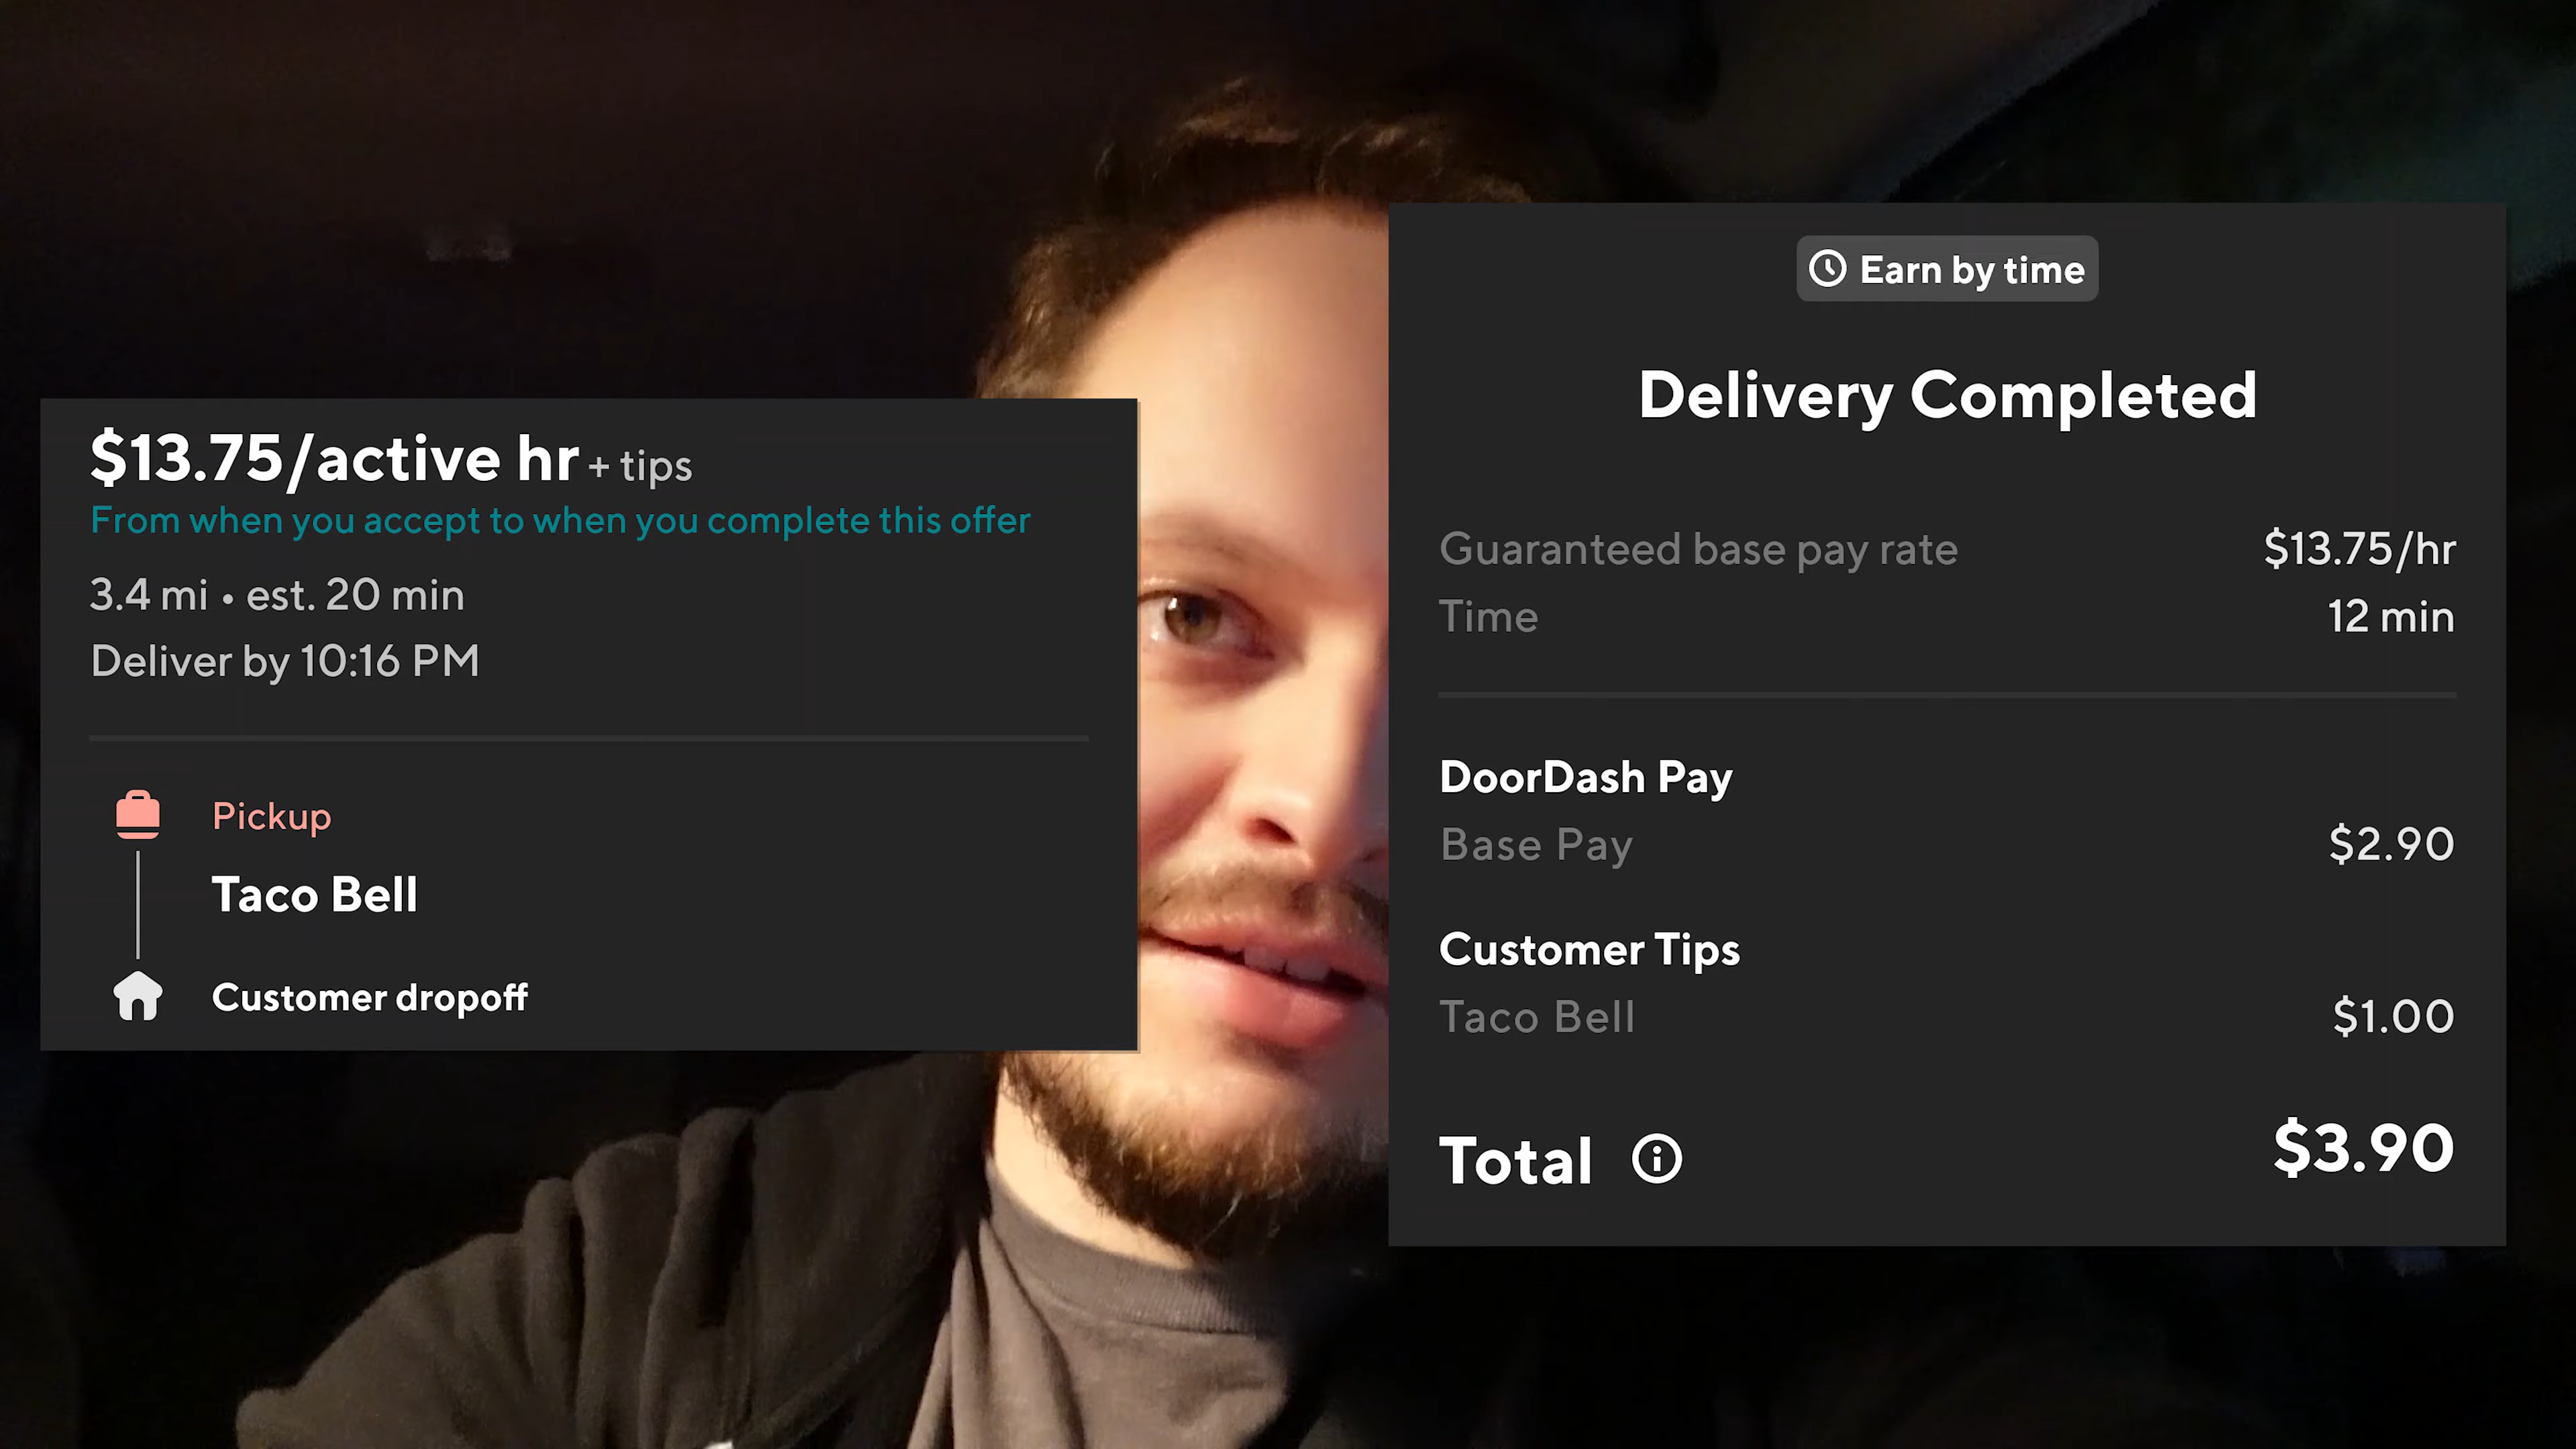 $13.75/active hr + tips
From when you accept to when you complete this offer
3.4 mi • est. 20 min
Deliver by 10:16 PM
Pickup
Taco Bell
Customer dropoff
Earn by time
Delivery Completed
Guaranteed base pay rate $13.75/hr
Time 12 min
DoorDash Pay
Base Pay $2.90
Customer Tips
Taco Bell $1.00
Total $3.90